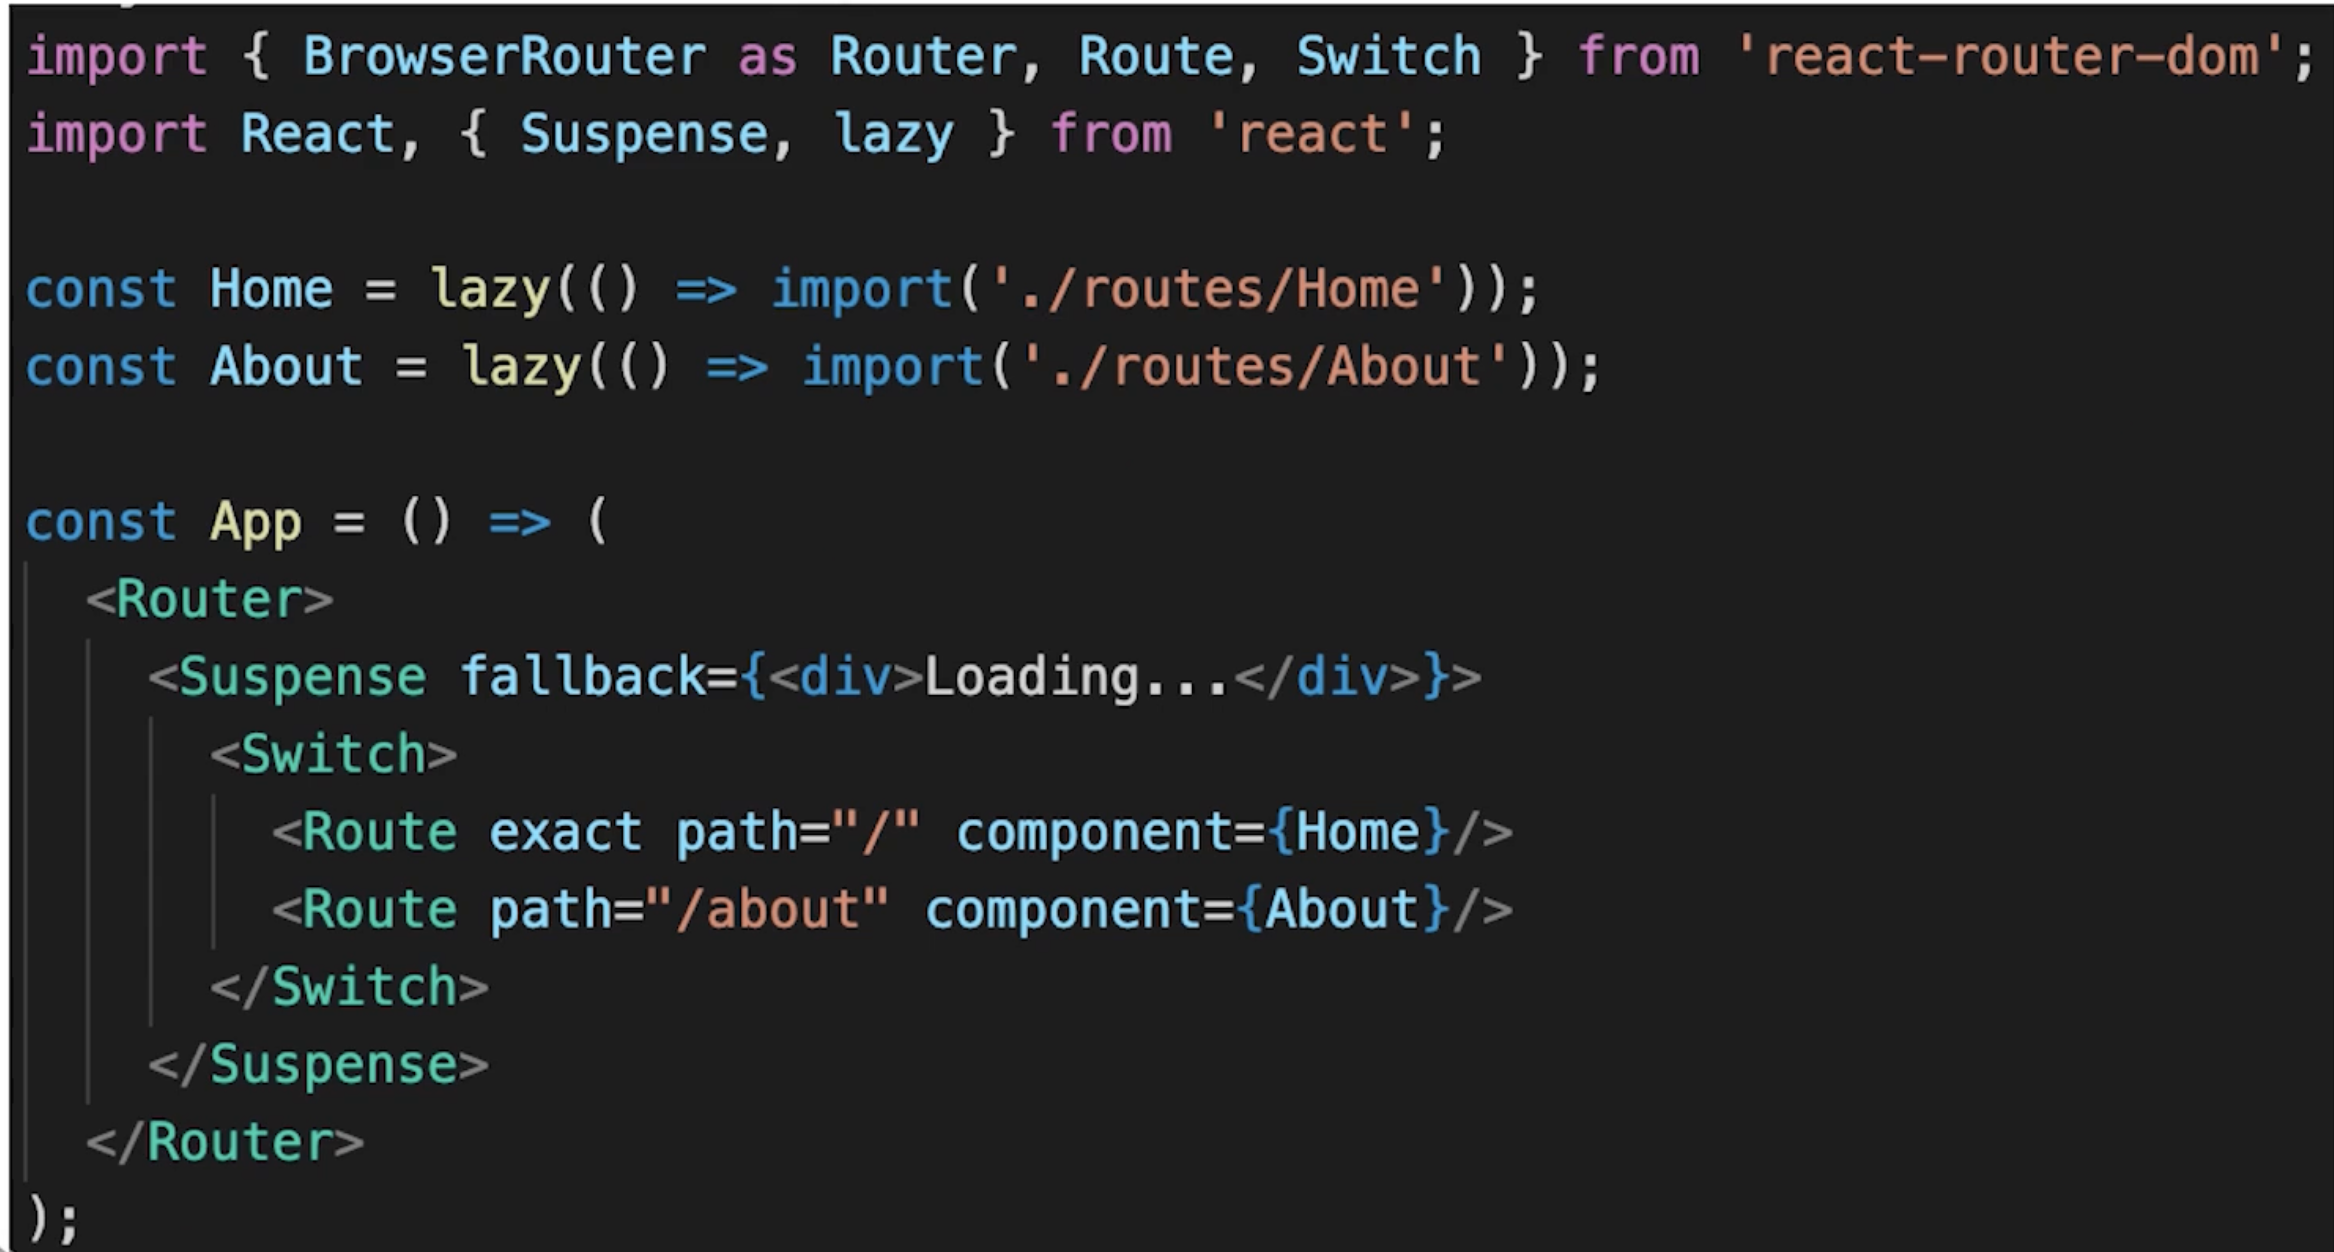 import { BrowserRouter as Router, Route, Switch } from 'react-router-dom';
import React, { Suspense, lazy } from 'react';

const Home = lazy(() => import('./routes/Home'));
const About = lazy(() => import('./routes/About'));

const App = () => (
  <Router>
    <Suspense fallback={<div>Loading...</div>}>
      <Switch>
        <Route exact path="/" component={Home}/>
        <Route path="/about" component={About}/>
      </Switch>
    </Suspense>
  </Router>
);